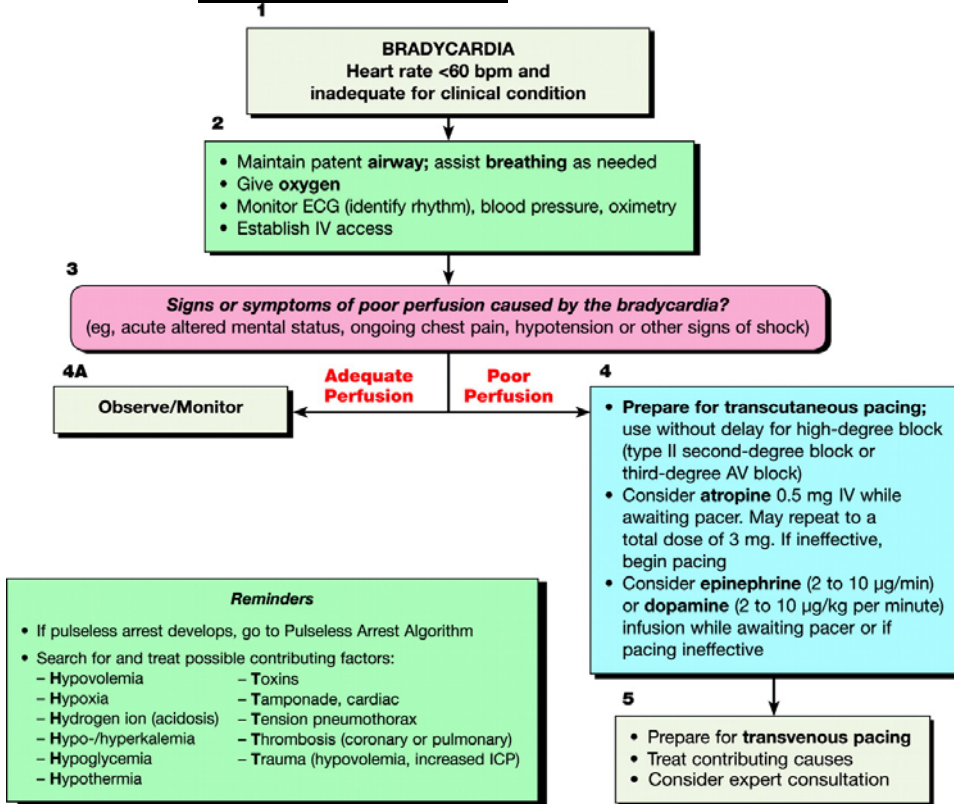 1
BRADYCARDIA
Heart rate <60 bpm and
inadequate for clinical condition
2
• Maintain patent airway; assist breathing as needed
• Give oxygen
• Monitor ECG (identify rhythm), blood pressure, oximetry
• Establish IV access
3
Signs or symptoms of poor perfusion caused by the bradycardia?
(eg, acute altered mental status, ongoing chest pain, hypotension or other signs of shock)
4A
Observe/Monitor
Adequate
Perfusion
Poor
Perfusion
4
• Prepare for transcutaneous pacing;
use without delay for high-degree block
(type II second-degree block or
third-degree AV block)
• Consider atropine 0.5 mg IV while
awaiting pacer. May repeat to a
total dose of 3 mg. If ineffective,
begin pacing
• Consider epinephrine (2 to 10 µg/min)
or dopamine (2 to 10 µg/kg per minute)
infusion while awaiting pacer or if
pacing ineffective
Reminders
• If pulseless arrest develops, go to Pulseless Arrest Algorithm
• Search for and treat possible contributing factors:
– Hypovolemia
– Hypoxia
– Hydrogen ion (acidosis)
– Hypo-/hyperkalemia
– Hypoglycemia
– Hypothermia
– Toxins
– Tamponade, cardiac
– Tension pneumothorax
– Thrombosis (coronary or pulmonary)
– Trauma (hypovolemia, increased ICP)
5
• Prepare for transvenous pacing
• Treat contributing causes
• Consider expert consultation